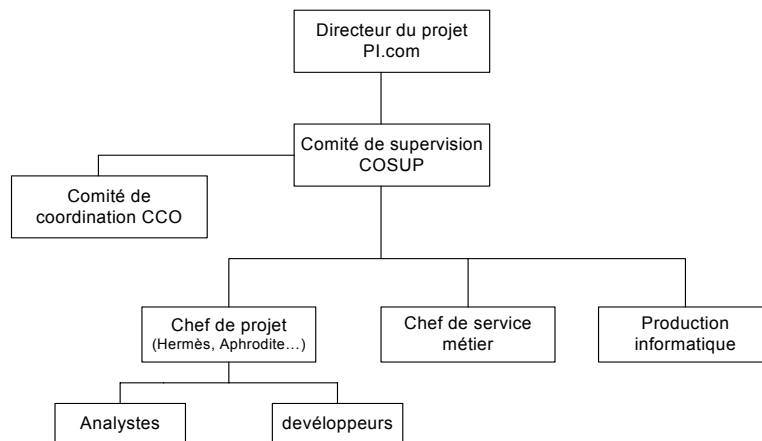 Directeur du projet
PI.com
Comité de supervision
COSUP
Comité de
coordination CCO
Chef de projet
(Hermès, Aphrodite…)
Chef de service
métier
Production
informatique
Analystes
devéloppeurs